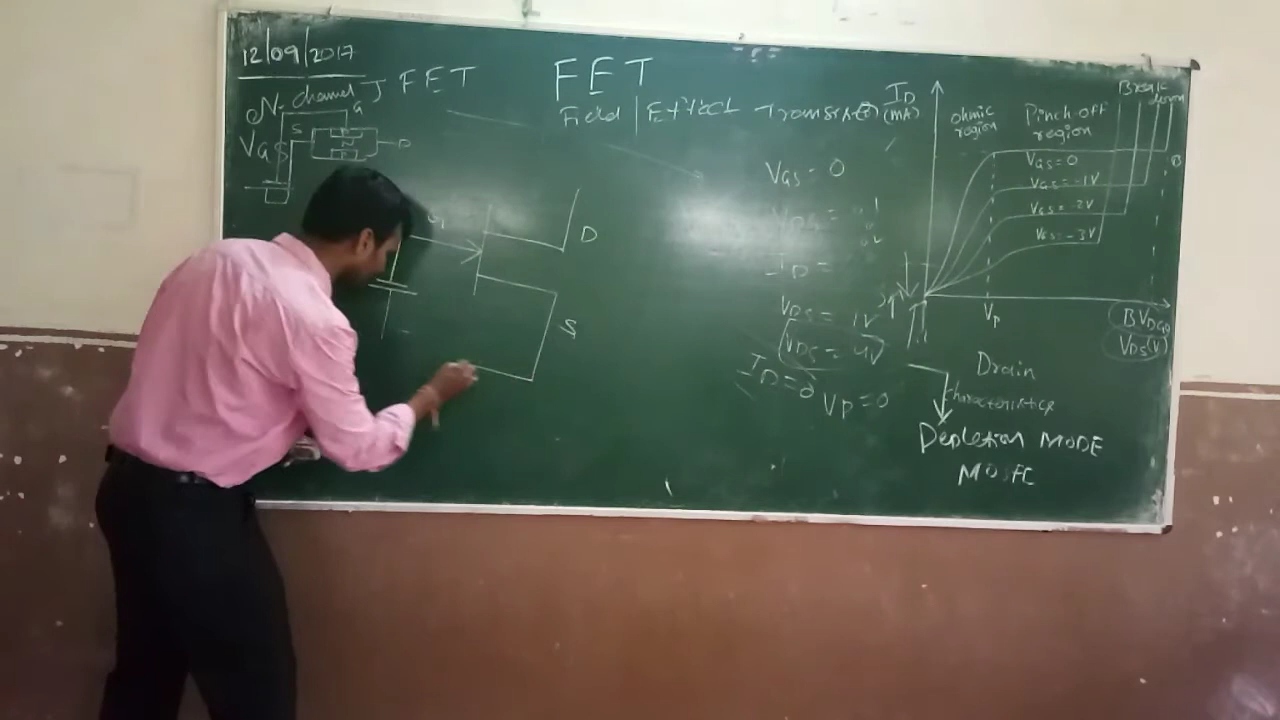 12/09/2017
N-channel JFET
FET
Field Effect Transistor
G
S
D
N
VGS
G
D
S
VGS = 0
ID =
VDS = 1V
VDS = 4V
ID = 0
VP = 0
ID
(mA)
ohmic
region
Pinch off
region
Break
down
VGS = 0
VGS = -1V
VGS = -2V
VGS = -3V
VP
BVDGO
VDS(V)
Drain
characteristics
Depletion MODE